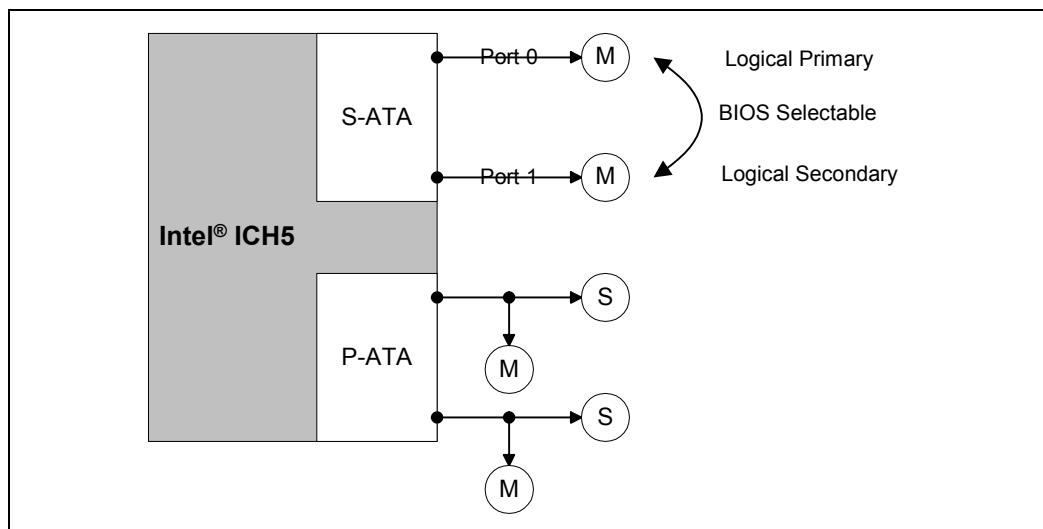 Port 0
M
Logical Primary
S-ATA
BIOS Selectable
Port 1
M
Logical Secondary
Intel® ICH5
S
P-ATA
M
S
M